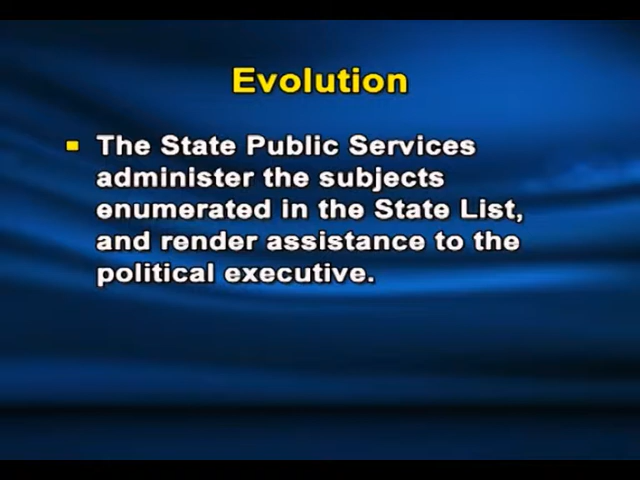 Evolution
The State Public Services
administer the subjects
enumerated in the State List,
and render assistance to the
political executive.